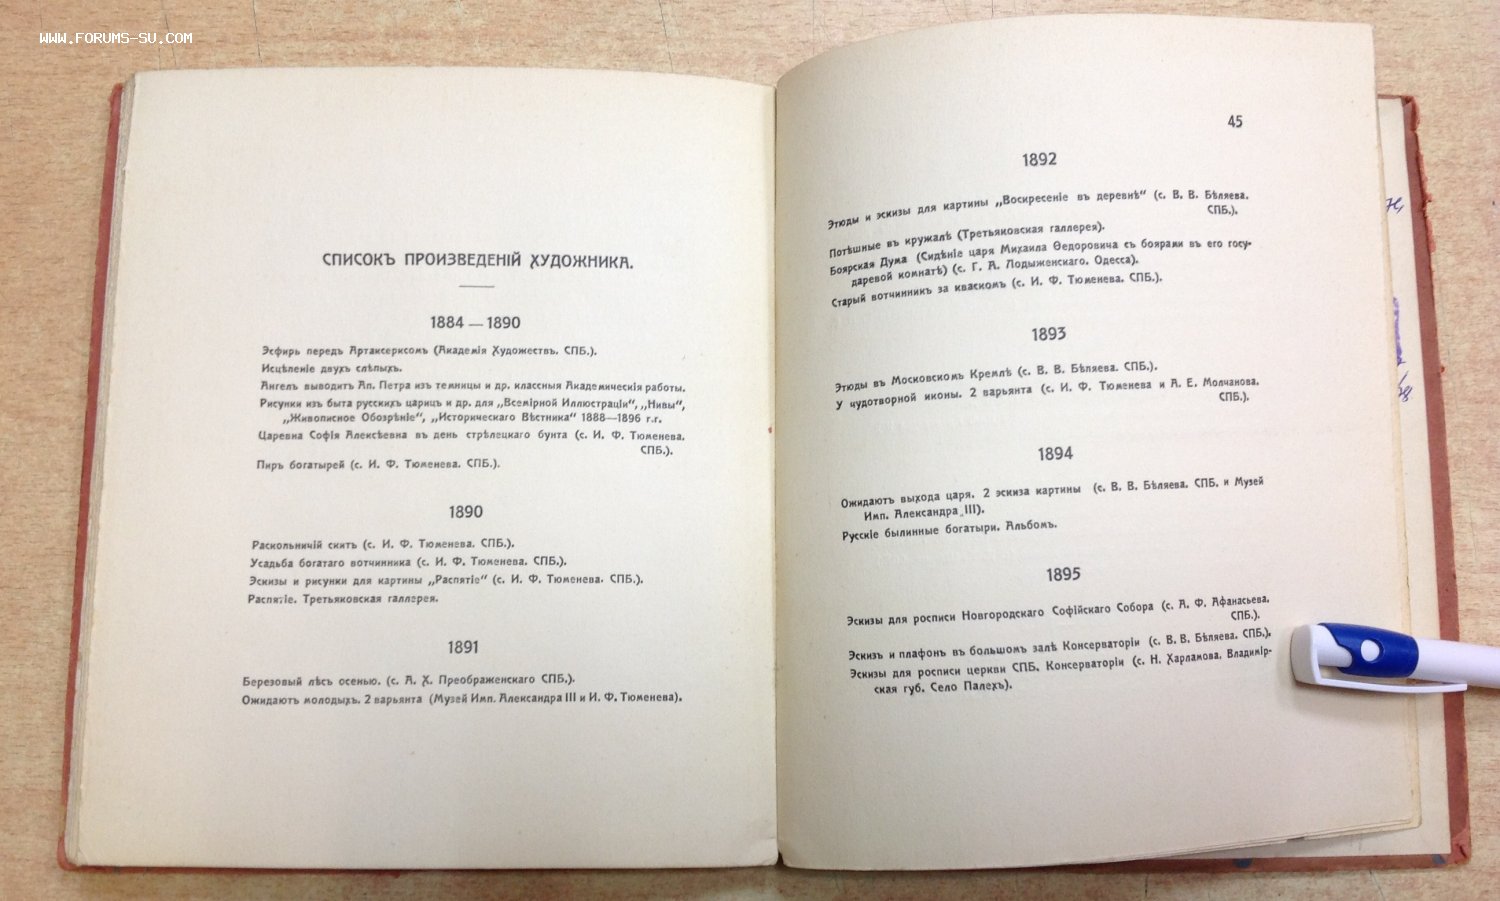 WWW.FORUMS-SU.COM
СПИСОКЪ ПРОИЗВЕДЕНІЙ ХУДОЖНИКА.
1884 — 1890
Эсфирь передъ Артаксерксомъ (Академія Художествъ. СПБ.).
Исцѣленіе двухъ слѣпыхъ.
Ангелъ выводитъ Ап. Петра изъ темницы и др. классныя Академическія работы.
Рисунки изъ быта русскихъ царицъ и др. для „Всемірной Иллюстраціи", „Нивы",
„Живописное Обозрѣніе", „Историческаго Вѣстника" 1888—1896 г.г.
Царевна Софія Алексѣевна въ день стрѣлецкаго бунта (с. И. Ф. Тюменева.
СПБ.).
Пиръ богатырей (с. И. Ф. Тюменева. СПБ.).
1890
Раскольничій скитъ (с. И. Ф. Тюменева. СПБ.).
Усадьба богатаго вотчинника (с. И. Ф. Тюменева. СПБ.).
Эскизы и рисунки для картины „Распятіе" (с. И. Ф. Тюменева. СПБ.).
Распятіе. Третьяковская галлерея.
1891
Березовый лѣсъ осенью. (с. А. Х. Преображенскаго СПБ.).
Ожидаютъ молодыхъ. 2 варьянта (Музей Имп. Александра III и И. Ф. Тюменева).
45
1892
Этюды и эскизы для картины „Воскресеніе въ деревнѣ" (с. В. В. Бѣляева.
СПБ.).
Потѣшные въ кружалѣ (Третьяковская галлерея).
Боярская Дума (Сидѣніе царя Михаила Ѳедоровича съ боярами въ его госу-
даревой комнатѣ) (с. Г. А. Лодыженскаго. Одесса).
Старый вотчинникъ за кваскомъ (с. И. Ф. Тюменева. СПБ.).
1893
Этюды въ Московскомъ Кремлѣ (с. В. В. Бѣляева. СПБ.).
У чудотворной иконы. 2 варьянта (с. И. Ф. Тюменева и А. Е. Молчанова.
СПБ.).
1894
Ожидаютъ выхода царя. 2 эскиза картины (с. В. В. Бѣляева. СПБ. и Музей
Имп. Александра III).
Русскіе былинные богатыри. Альбомъ.
1895
Эскизы для росписи Новгородскаго Софійскаго Собора (с. А. Ф. Афанасьева.
СПБ.).
Эскизъ и плафонъ въ большомъ залѣ Консерваторіи (с. В. В. Бѣляева. СПБ.).
Эскизы для росписи церкви СПБ. Консерваторіи (с. Н. Харламова. Владимір-
ская губ. Село Палехъ).